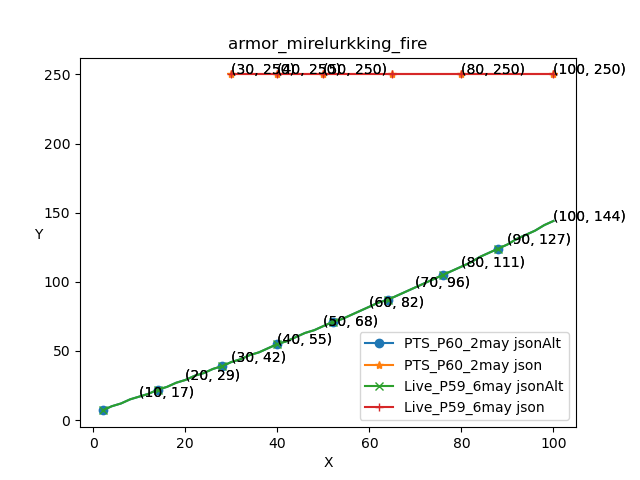 armor_mirelurkking_fire
250
200
150
100
50
0
Y
(30, 250)
(40, 250)
(50, 250)
(80, 250)
(100, 250)
(100, 144)
(90, 127)
(80, 111)
(70, 96)
(60, 82)
(50, 68)
(40, 55)
(30, 42)
(20, 29)
(10, 17)
PTS_P60_2may jsonAlt
PTS_P60_2may json
Live_P59_6may jsonAlt
Live_P59_6may json
0 20 40 60 80 100
X